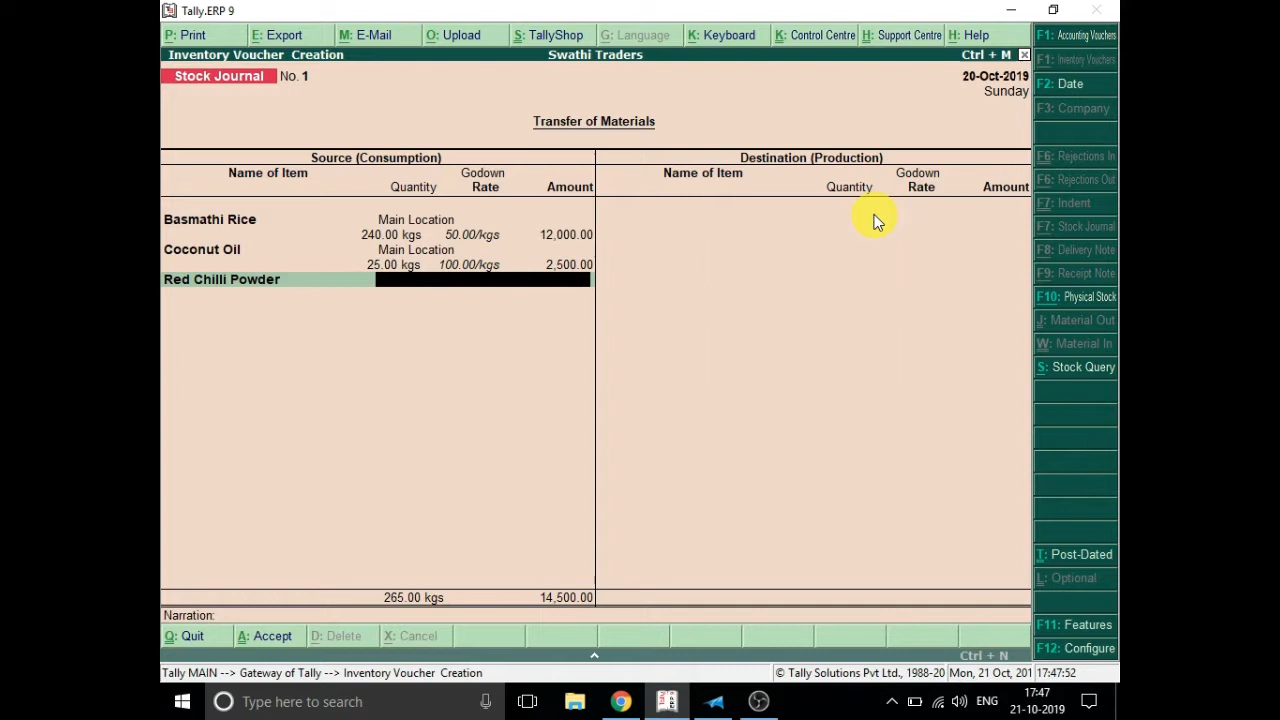 Tally.ERP 9
P: Print E: Export M: E-Mail O: Upload S: TallyShop G: Language K: Keyboard K: Control Centre H: Support Centre H: Help
F1: Accounting Vouchers
Inventory Voucher Creation Swathi Traders Ctrl + M
F1: Inventory Vouchers
Stock Journal No. 1 20-Oct-2019
Sunday
F2: Date
F3: Company
Transfer of Materials
Source (Consumption) Destination (Production)
F6: Rejections In
Name of Item Godown Name of Item Godown
Quantity Rate Amount Quantity Rate Amount
F6: Rejections Out
F7: Indent
Basmathi Rice Main Location
F7: Stock Journal
240.00 kgs 50.00/kgs 12,000.00
Coconut Oil Main Location
F8: Delivery Note
25.00 kgs 100.00/kgs 2,500.00
F9: Receipt Note
Red Chilli Powder
F10: Physical Stock
J: Material Out
W: Material In
S: Stock Query
T: Post-Dated
L: Optional
265.00 kgs 14,500.00
Narration:
F11: Features
Q: Quit A: Accept D: Delete X: Cancel
F12: Configure
Ctrl + N
Tally MAIN --> Gateway of Tally --> Inventory Voucher Creation © Tally Solutions Pvt Ltd., 1988-20 Mon, 21 Oct, 201 17:47:52
Type here to search ENG 17:47
21-10-2019